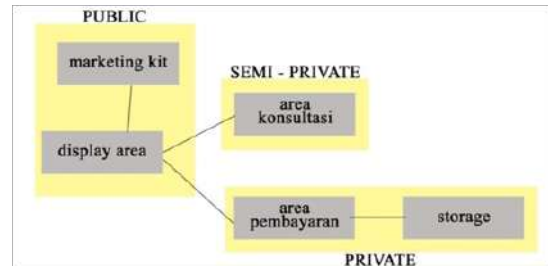 PUBLIC
marketing kit
display area
SEMI - PRIVATE
area
konsultasi
area
pembayaran
storage
PRIVATE